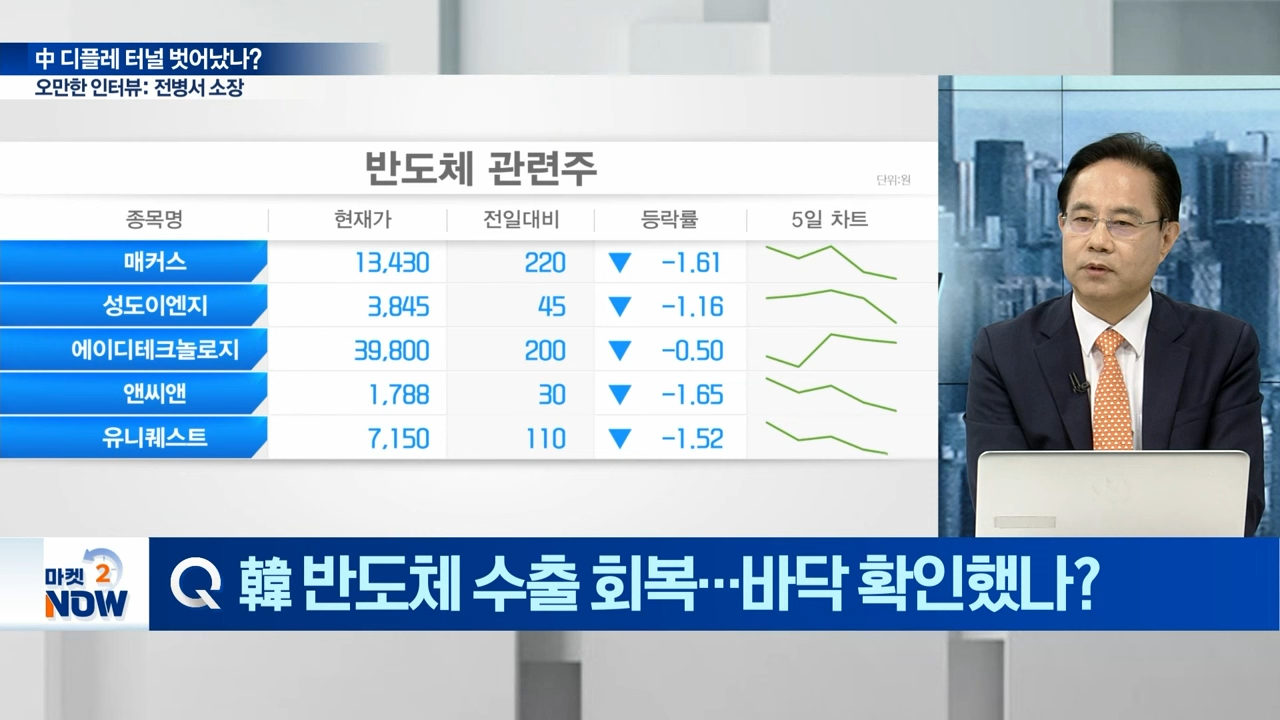 中 디플레 터널 벗어났나?
오만한 인터뷰: 전병서 소장
반도체 관련주
단위:원
종목명 현재가 전일대비 등락률 5일 차트
매커스 13,430 220 ▼ -1.61
성도이엔지 3,845 45 ▼ -1.16
에이디테크놀로지 39,800 200 ▼ -0.50
앤씨앤 1,788 30 ▼ -1.65
유니퀘스트 7,150 110 ▼ -1.52
마켓 2
NOW
Q 韓 반도체 수출 회복…바닥 확인했나?